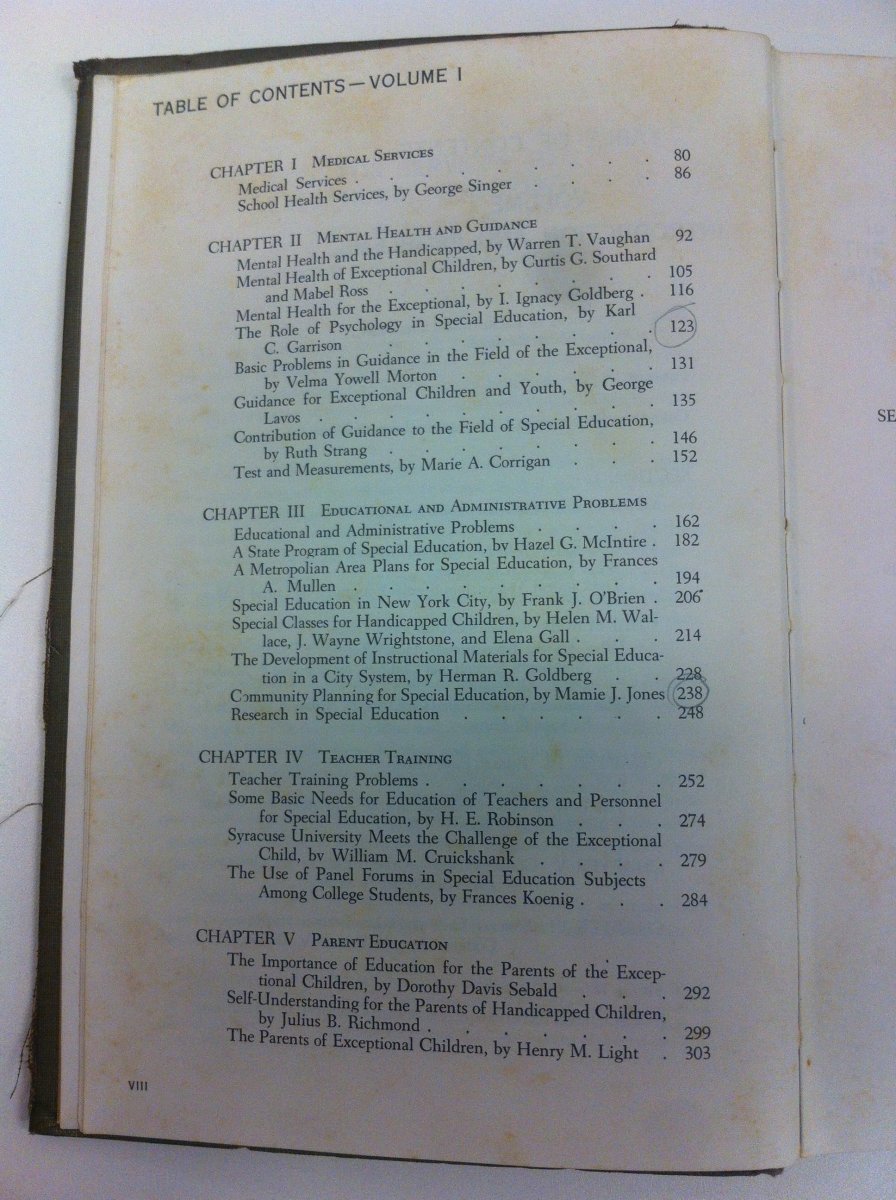 TABLE OF CONTENTS—VOLUME I
CHAPTER I MEDICAL SERVICES
Medical Services . . . . . . . . 80
School Health Services, by George Singer . . . . 86
CHAPTER II MENTAL HEALTH AND GUIDANCE
Mental Health and the Handicapped, by Warren T. Vaughan 92
Mental Health of Exceptional Children, by Curtis G. Southard
and Mabel Ross . . . . . . . 105
Mental Health for the Exceptional, by I. Ignacy Goldberg . 116
The Role of Psychology in Special Education, by Karl
C. Garrison . . . . . . . 123
Basic Problems in Guidance in the Field of the Exceptional,
by Velma Yowell Morton . . . . . . 131
Guidance for Exceptional Children and Youth, by George
Lavos . . . . . . . . . 135
Contribution of Guidance to the Field of Special Education,
by Ruth Strang . . . . . . . 146
Test and Measurements, by Marie A. Corrigan . . . 152
CHAPTER III EDUCATIONAL AND ADMINISTRATIVE PROBLEMS
Educational and Administrative Problems . . . . 162
A State Program of Special Education, by Hazel G. McIntire . 182
A Metropolian Area Plans for Special Education, by Frances
A. Mullen . . . . . . . . 194
Special Education in New York City, by Frank J. O'Brien . 206
Special Classes for Handicapped Children, by Helen M. Wal-
lace, J. Wayne Wrightstone, and Elena Gall . . . 214
The Development of Instructional Materials for Special Educa-
tion in a City System, by Herman R. Goldberg . . 228
Community Planning for Special Education, by Mamie J. Jones 238
Research in Special Education . . . . . . 248
CHAPTER IV TEACHER TRAINING
Teacher Training Problems . . . . . . . 252
Some Basic Needs for Education of Teachers and Personnel
for Special Education, by H. E. Robinson . . . 274
Syracuse University Meets the Challenge of the Exceptional
Child, by William M. Cruickshank . . . . 279
The Use of Panel Forums in Special Education Subjects
Among College Students, by Frances Koenig . . . 284
CHAPTER V PARENT EDUCATION
The Importance of Education for the Parents of the Excep-
tional Children, by Dorothy Davis Sebald . . . 292
Self-Understanding for the Parents of Handicapped Children,
by Julius B. Richmond . . . . . . 299
The Parents of Exceptional Children, by Henry M. Light . 303
VIII
SE